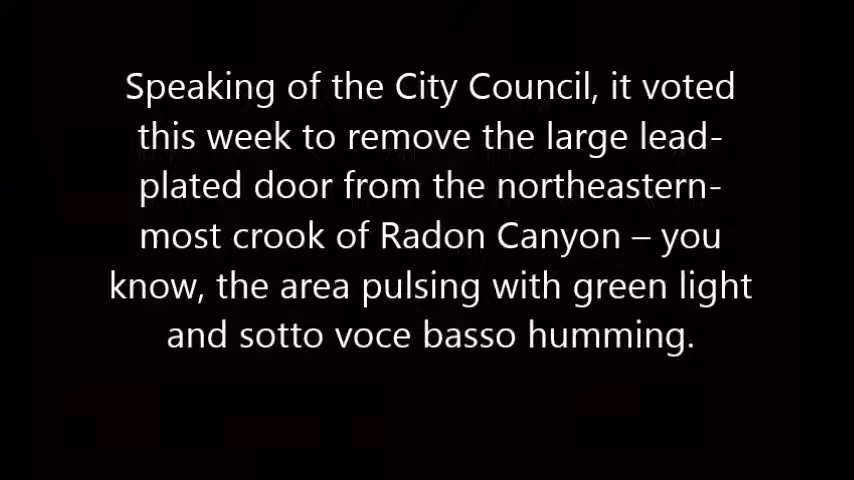 Speaking of the City Council, it voted
this week to remove the large lead-
plated door from the northeastern-
most crook of Radon Canyon – you
know, the area pulsing with green light
and sotto voce basso humming.